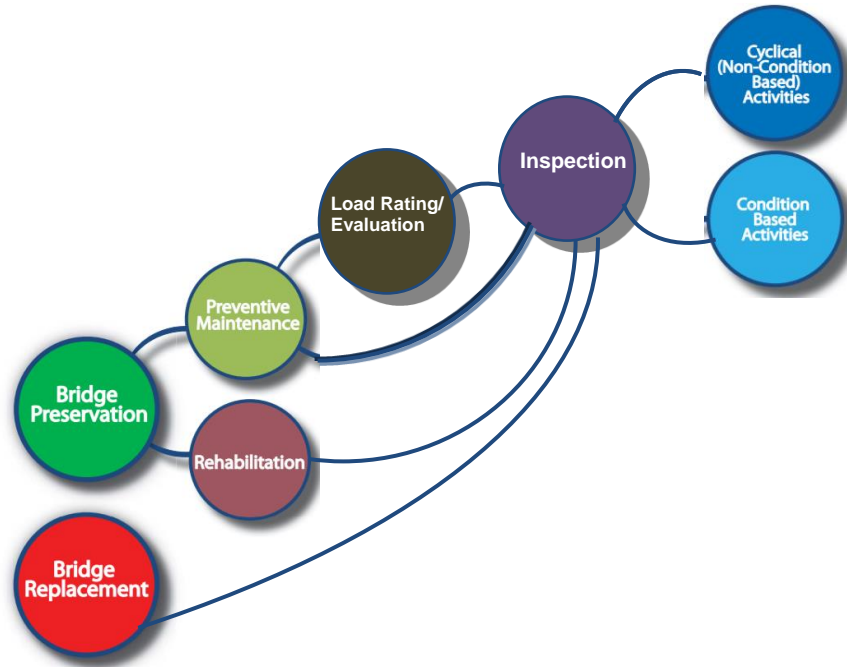 Cyclical
(Non-Condition
Based)
Activities
Inspection
Load Rating/
Evaluation
Condition
Based
Activities
Preventive
Maintenance
Bridge
Preservation
Rehabilitation
Bridge
Replacement